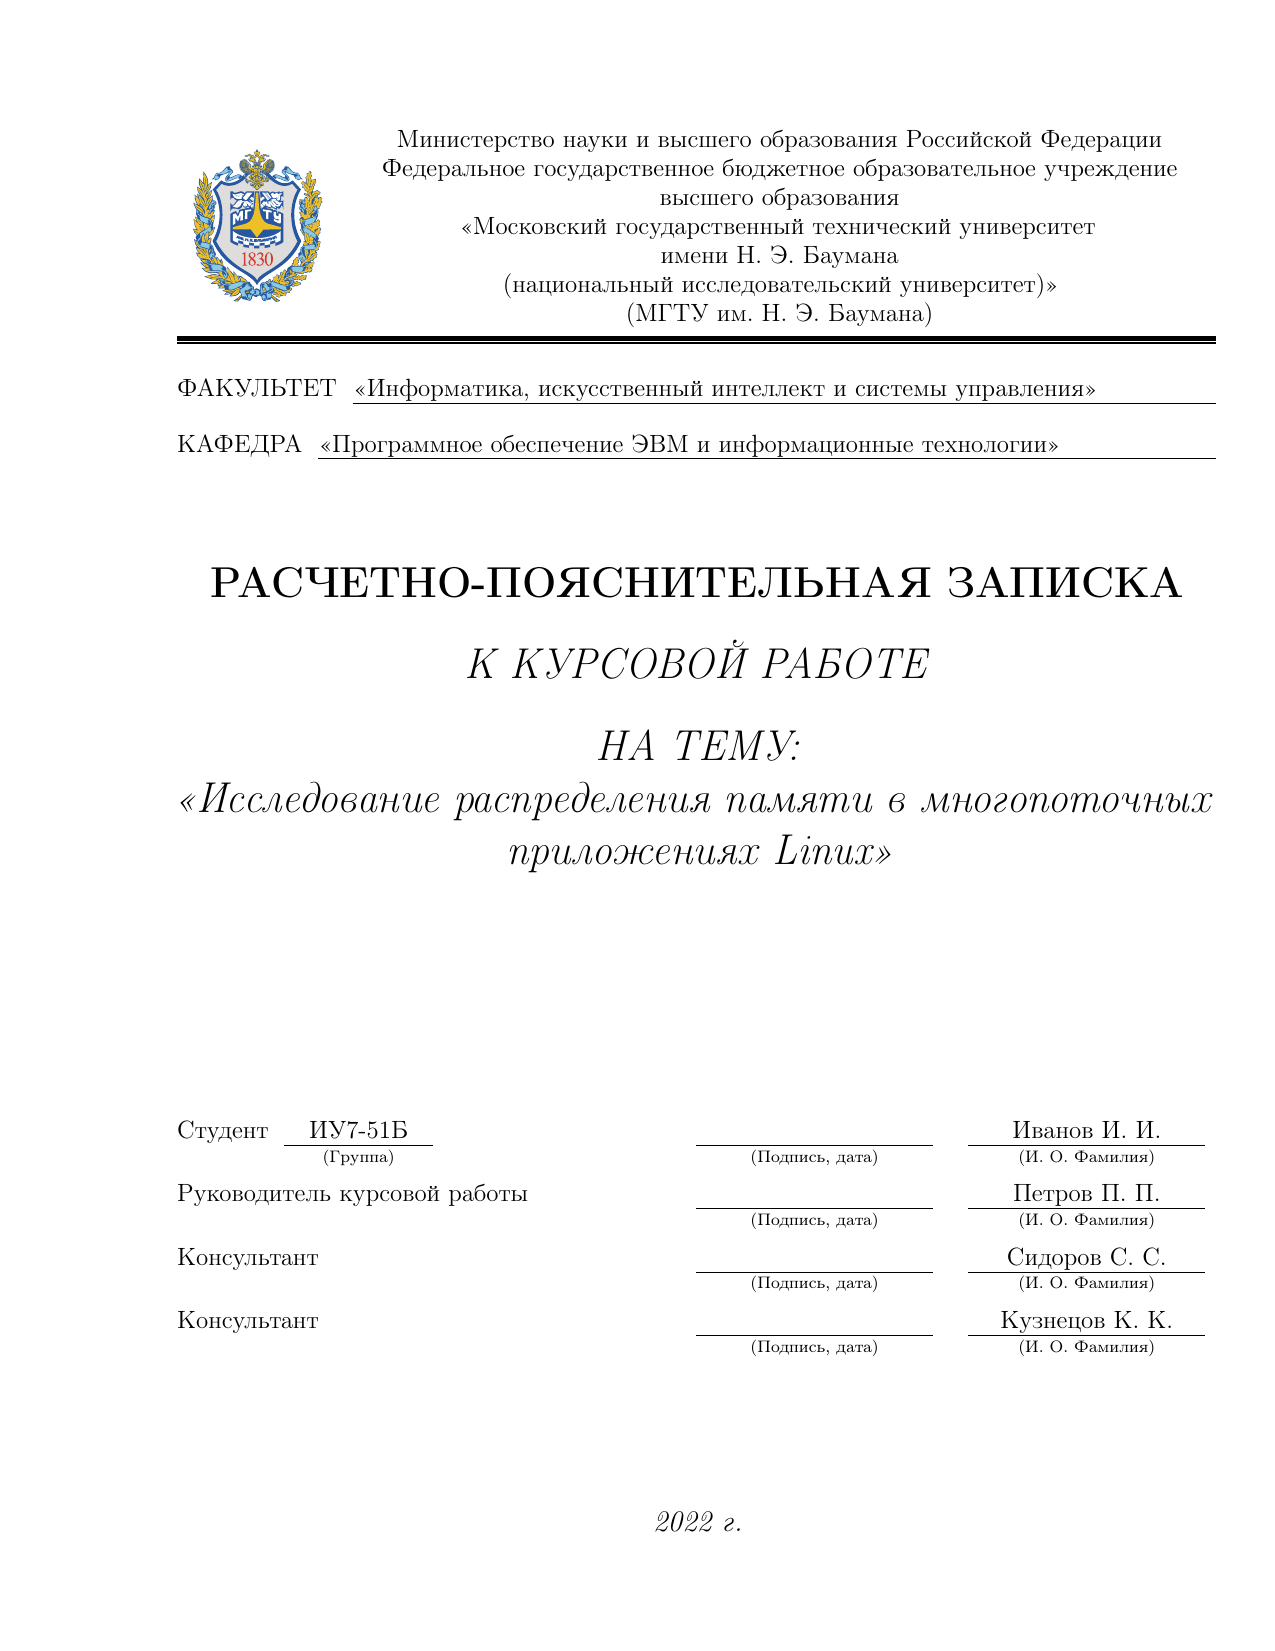 Министерство науки и высшего образования Российской Федерации
Федеральное государственное бюджетное образовательное учреждение
высшего образования
«Московский государственный технический университет
имени Н. Э. Баумана
(национальный исследовательский университет)»
(МГТУ им. Н. Э. Баумана)
МГТУ
1830
ФАКУЛЬТЕТ «Информатика, искусственный интеллект и системы управления»
КАФЕДРА «Программное обеспечение ЭВМ и информационные технологии»
РАСЧЕТНО-ПОЯСНИТЕЛЬНАЯ ЗАПИСКА
К КУРСОВОЙ РАБОТЕ
НА ТЕМУ:
«Исследование распределения памяти в многопоточных
приложениях Linux»
Студент ИУ7-51Б Иванов И. И.
(Группа) (Подпись, дата) (И. О. Фамилия)
Руководитель курсовой работы Петров П. П.
(Подпись, дата) (И. О. Фамилия)
Консультант Сидоров С. С.
(Подпись, дата) (И. О. Фамилия)
Консультант Кузнецов К. К.
(Подпись, дата) (И. О. Фамилия)
2022 г.